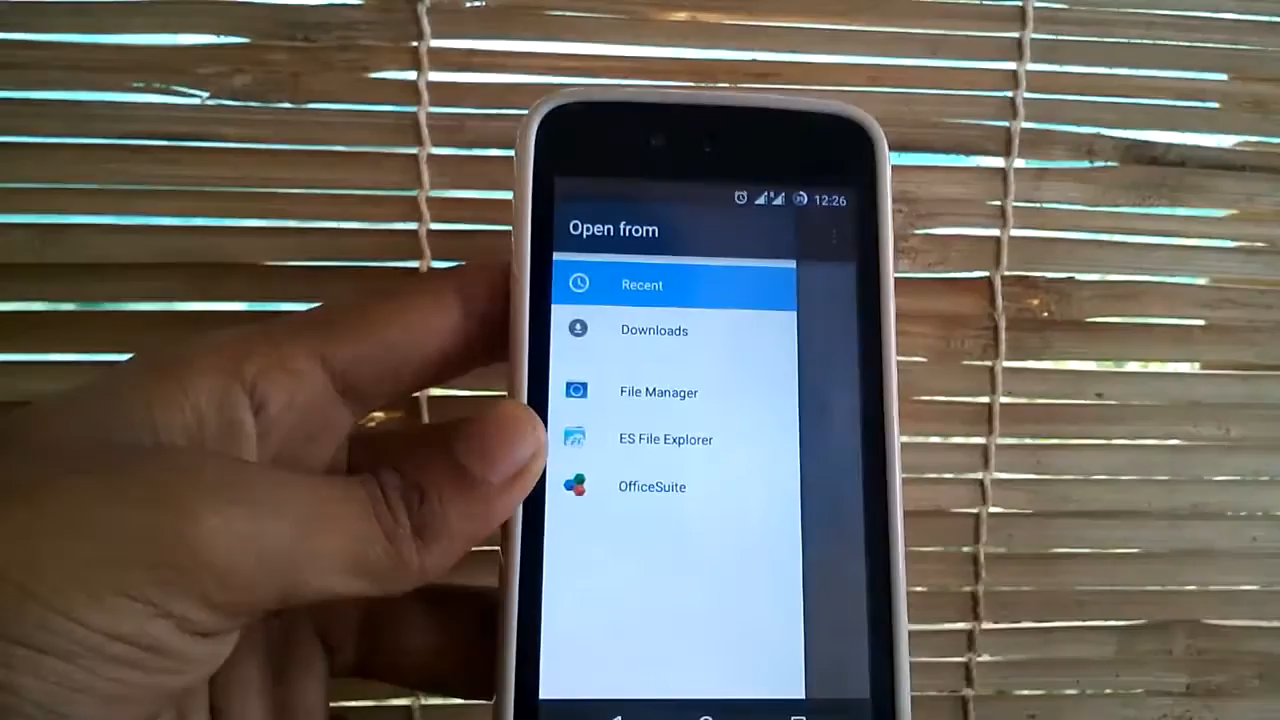 12:26
Open from
Recent
Downloads
File Manager
ES File Explorer
OfficeSuite